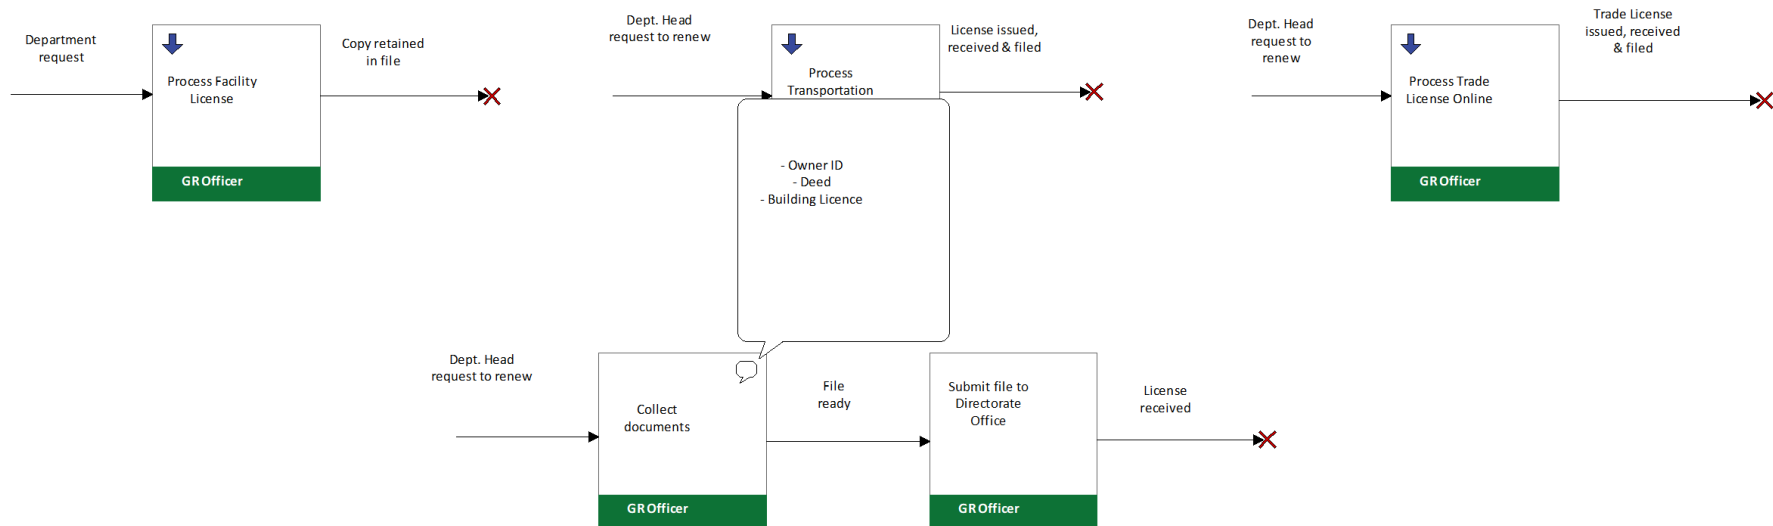 Department
request
Process Facility
License
GR Officer
Copy retained
in file
Dept. Head
request to renew
Process
Transportation
License issued,
received & filed
Dept. Head
request to
renew
Process Trade
License Online
GR Officer
Trade License
issued, received
& filed
- Owner ID
- Deed
- Building Licence
Dept. Head
request to renew
Collect
documents
GR Officer
File
ready
Submit file to
Directorate
Office
GR Officer
License
received